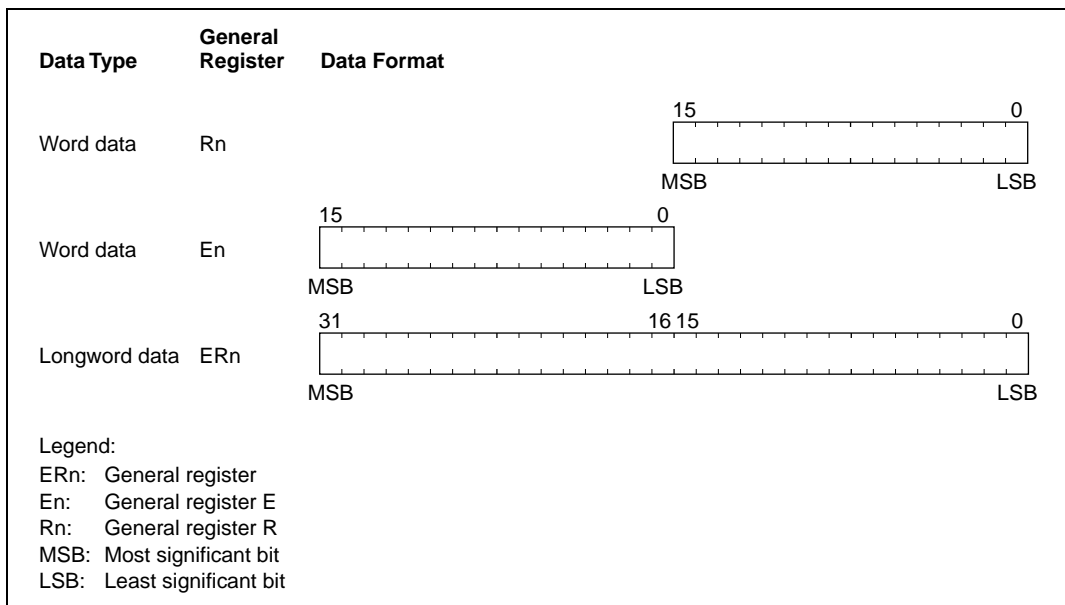 Data Type General Register Data Format
15 0
Word data Rn
MSB LSB
15 0
Word data En
MSB LSB
31 16 15 0
Longword data ERn
MSB LSB
Legend:
ERn: General register
En: General register E
Rn: General register R
MSB: Most significant bit
LSB: Least significant bit